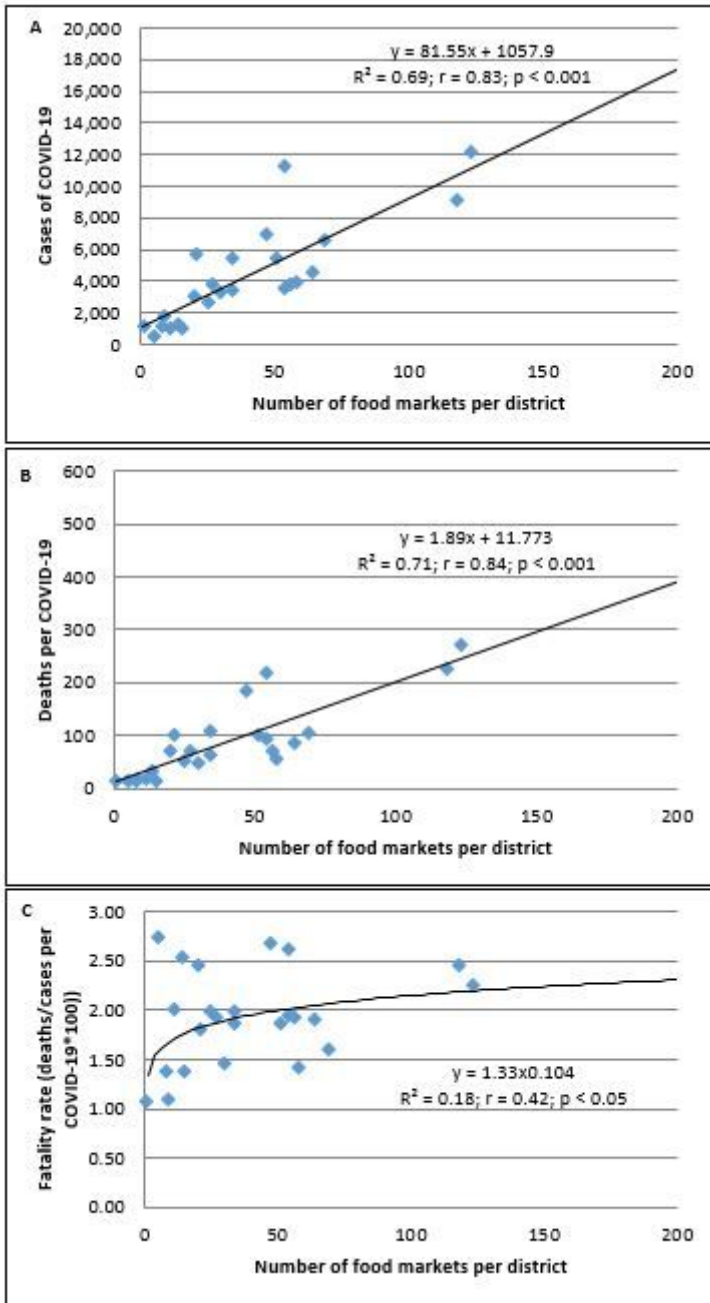 A
20,000
18,000
16,000
14,000
12,000
10,000
8,000
6,000
4,000
2,000
0
Cases of COVID-19
y = 81.55x + 1057.9
R² = 0.69; r = 0.83; p < 0.001
0 50 100 150 200
Number of food markets per district
B
600
500
400
300
200
100
0
Deaths per COVID-19
y = 1.89x + 11.773
R² = 0.71; r = 0.84; p < 0.001
0 50 100 150 200
Number of food markets per district
C
3.00
2.50
2.00
1.50
1.00
0.50
0.00
Fatality rate (deaths/cases per
COVID-19*100))
y = 1.33x0.104
R² = 0.18; r = 0.42; p < 0.05
0 50 100 150 200
Number of food markets per district